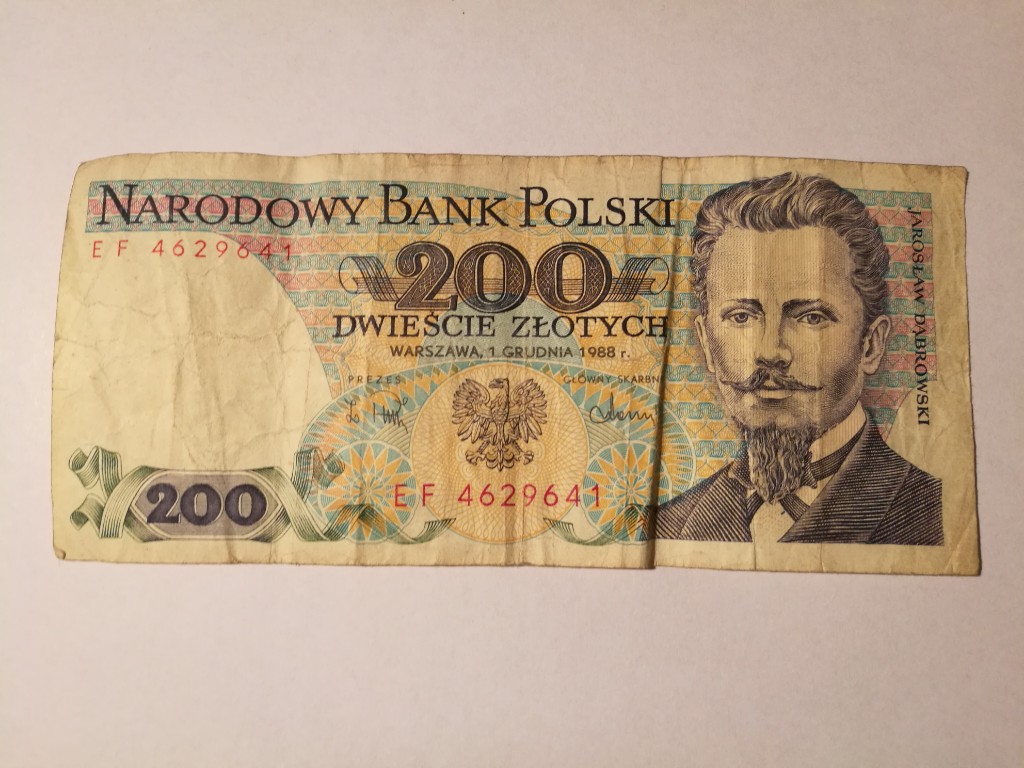 NARODOWY BANK POLSKI
EF 4629641
200
DWIEŚCIE ZŁOTYCH
WARSZAWA, 1 GRUDNIA 1988 r.
PREZES
GŁÓWNY SKARBN
EF 4629641
200
JAROSŁAW DĄBROWSKI